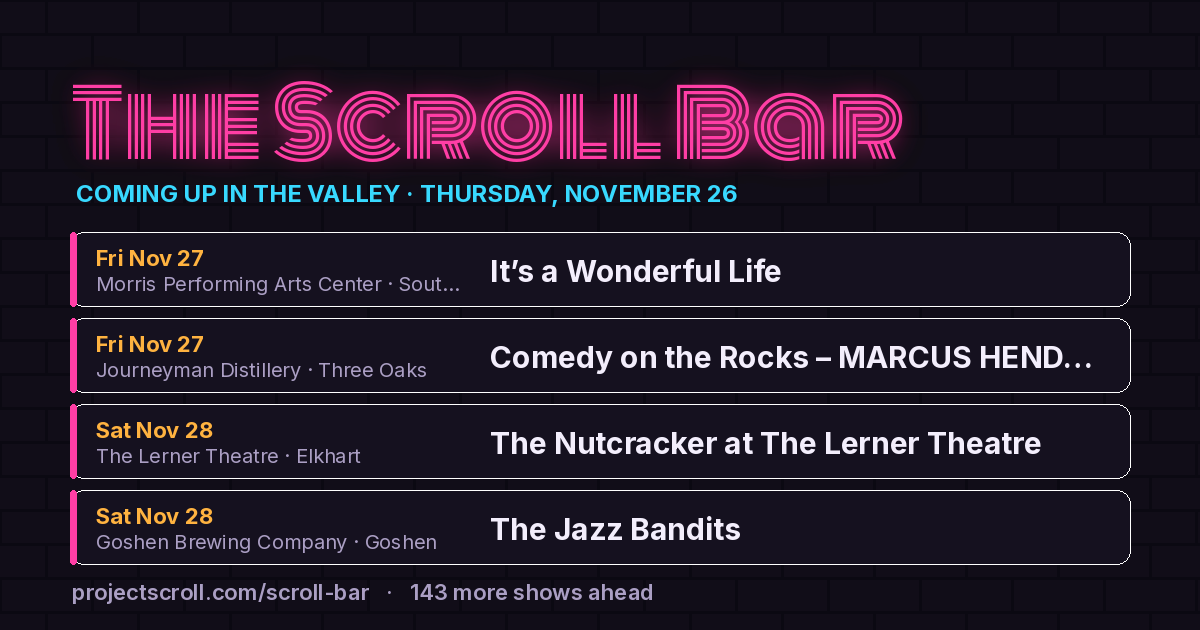 The Scroll Bar
COMING UP IN THE VALLEY · THURSDAY, NOVEMBER 26
Fri Nov 27
Morris Performing Arts Center · Sout…
It’s a Wonderful Life
Fri Nov 27
Journeyman Distillery · Three Oaks
Comedy on the Rocks – MARCUS HEND…
Sat Nov 28
The Lerner Theatre · Elkhart
The Nutcracker at The Lerner Theatre
Sat Nov 28
Goshen Brewing Company · Goshen
The Jazz Bandits
projectscroll.com/scroll-bar · 143 more shows ahead